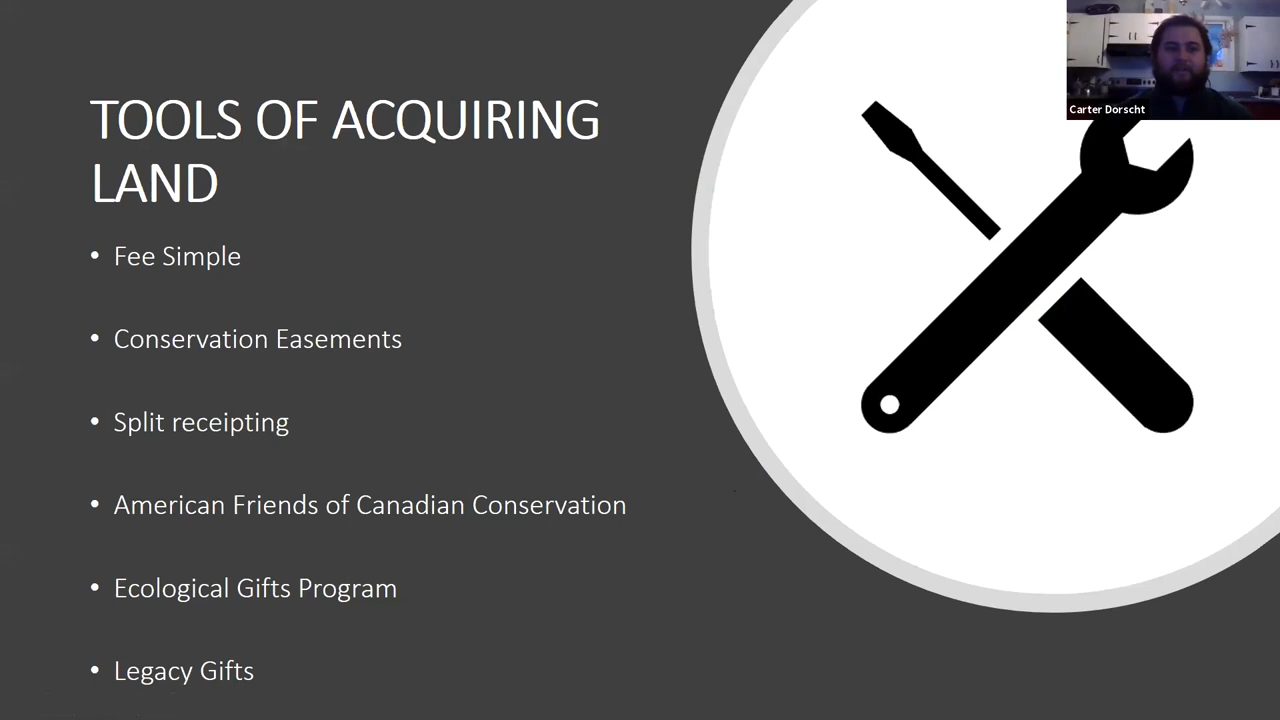 TOOLS OF ACQUIRING
LAND
• Fee Simple
• Conservation Easements
• Split receipting
• American Friends of Canadian Conservation
• Ecological Gifts Program
• Legacy Gifts
Carter Dorscht